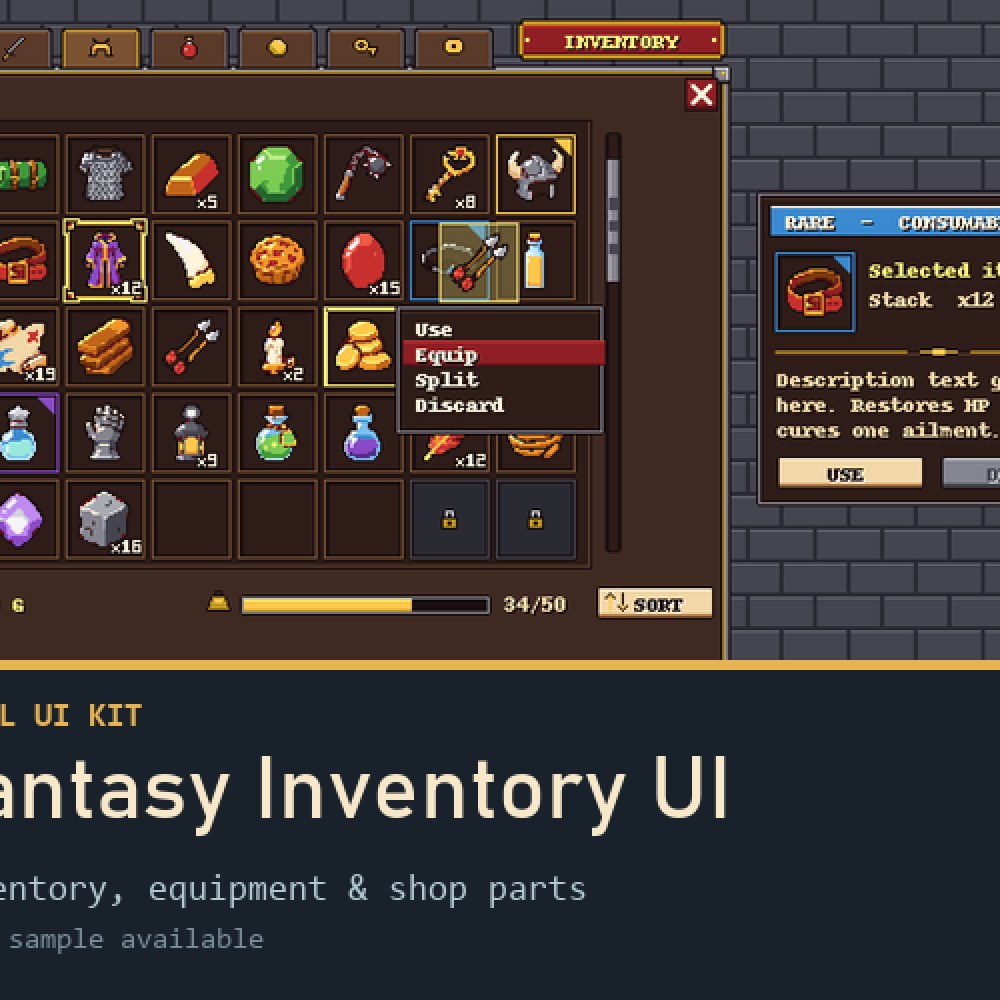 INVENTORY
x5
x8
x12
x15
x19
x2
x9
x12
x16
Use
Equip
Split
Discard
G
34/50
SORT
RARE – CONSUMAB
Selected it
Stack x12
Description text g
here. Restores HP
cures one ailment.
USE
D
L UI KIT
antasy Inventory UI
entory, equipment & shop parts
sample available